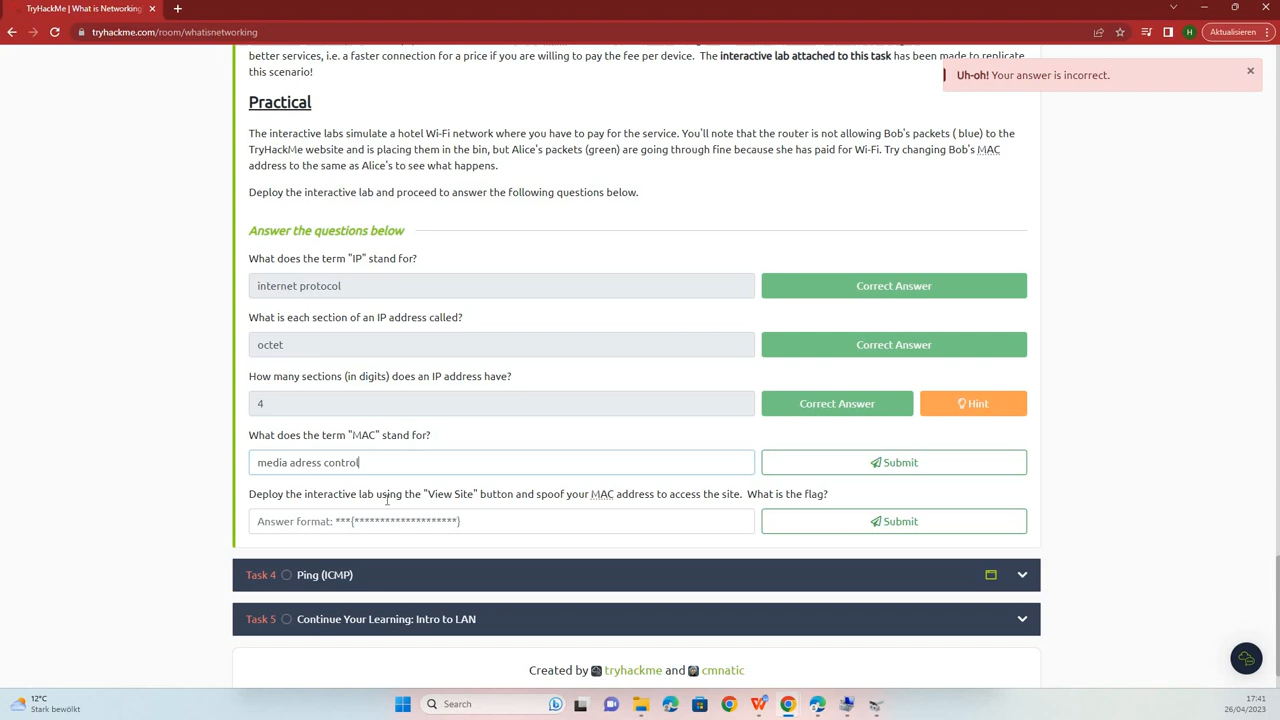 TryHackMe | What is Networking?
tryhackme.com/room/whatisnetworking
Aktualisieren
better services, i.e. a faster connection for a price if you are willing to pay the fee per device. The interactive lab attached to this task has been made to replicate
this scenario!
Uh-oh! Your answer is incorrect.
Practical
The interactive labs simulate a hotel Wi-Fi network where you have to pay for the service. You'll note that the router is not allowing Bob's packets ( blue) to the
TryHackMe website and is placing them in the bin, but Alice's packets (green) are going through fine because she has paid for Wi-Fi. Try changing Bob's MAC
address to the same as Alice's to see what happens.
Deploy the interactive lab and proceed to answer the following questions below.
Answer the questions below
What does the term "IP" stand for?
internet protocol
Correct Answer
What is each section of an IP address called?
octet
Correct Answer
How many sections (in digits) does an IP address have?
4
Correct Answer
Hint
What does the term "MAC" stand for?
media adress control
Submit
Deploy the interactive lab using the "View Site" button and spoof your MAC address to access the site. What is the flag?
Answer format: ***{********************}
Submit
Task 4 Ping (ICMP)
Task 5 Continue Your Learning: Intro to LAN
Created by tryhackme and cmnatic
12°C
Stark bewölkt
Search
17:41
26/04/2023